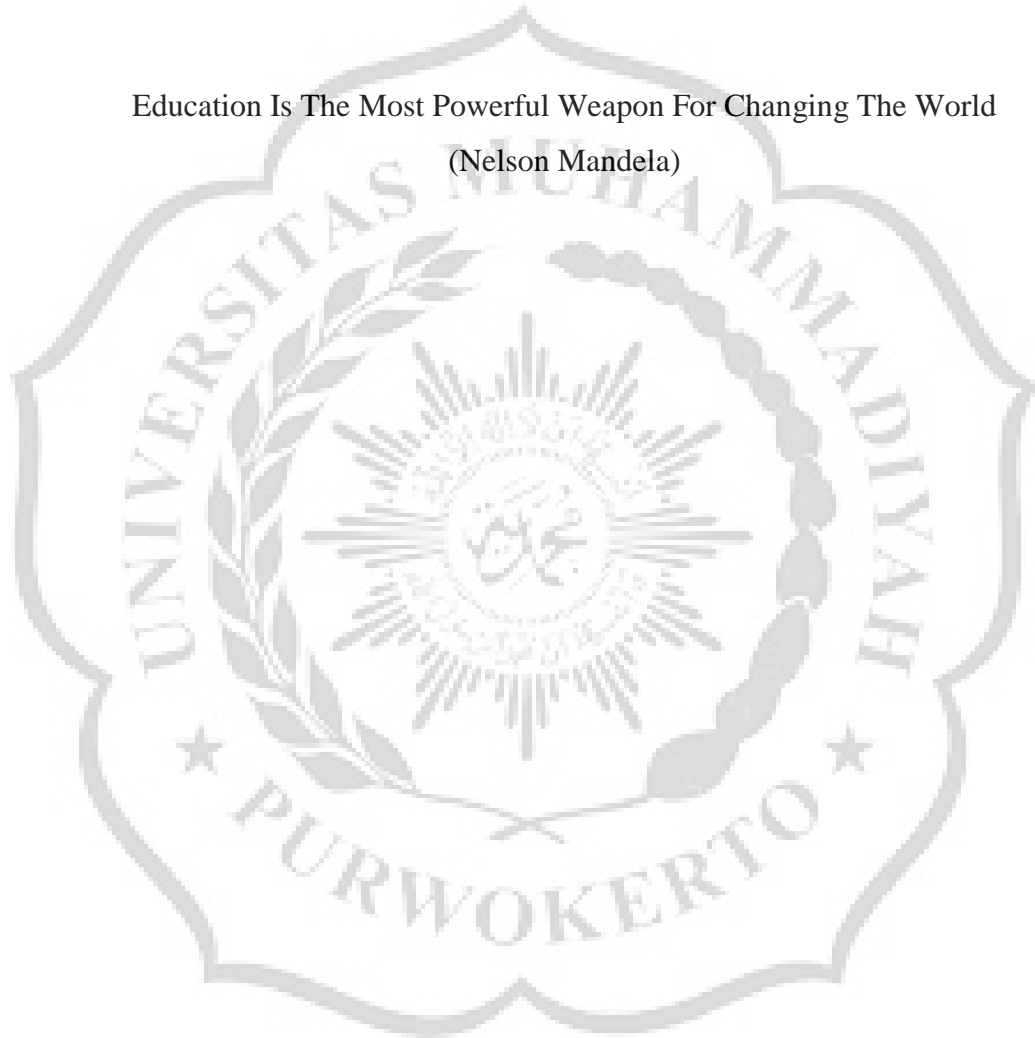 Education Is The Most Powerful Weapon For Changing The World
(Nelson Mandela)
UNIVERSITAS MUHAMMADIYAH
PURWOKERTO